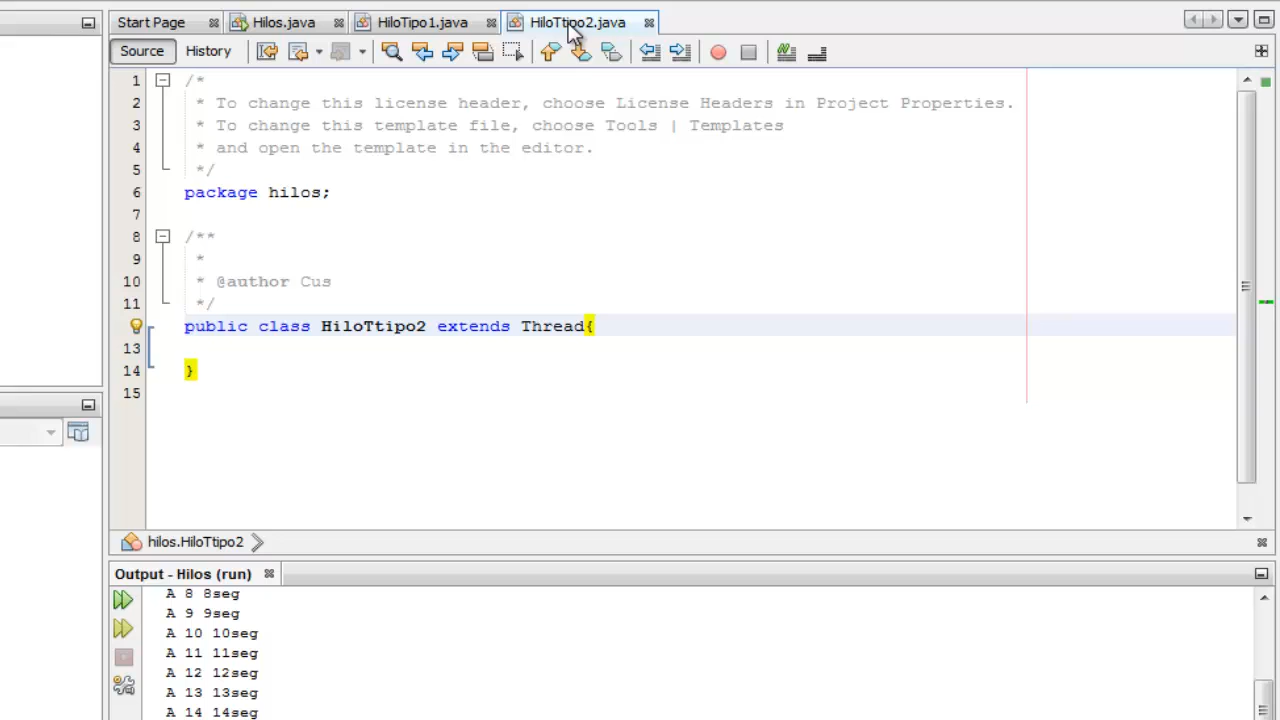 Start Page Hilos.java HiloTipo1.java HiloTtipo2.java
Source History
1 /*
2 * To change this license header, choose License Headers in Project Properties.
3 * To change this template file, choose Tools | Templates
4 * and open the template in the editor.
5 */
6 package hilos;
7
8 /**
9 *
10 * @author Cus
11 */
public class HiloTtipo2 extends Thread{
13
14 }
15
hilos.HiloTtipo2
Output - Hilos (run)
A 8 8seg
A 9 9seg
A 10 10seg
A 11 11seg
A 12 12seg
A 13 13seg
A 14 14seg